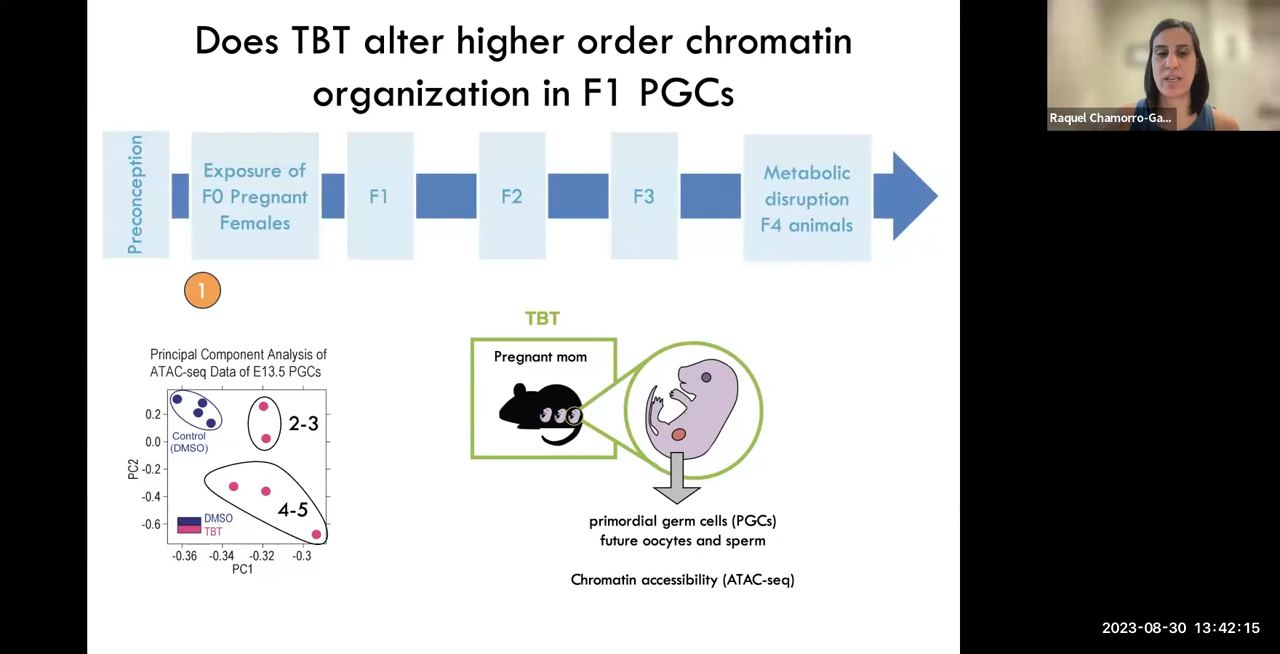 Does TBT alter higher order chromatin
organization in F1 PGCs
Preconception
Exposure of
F0 Pregnant
Females
F1
F2
F3
Metabolic
disruption
F4 animals
1
Principal Component Analysis of
ATAC-seq Data of E13.5 PGCs
PC2
0.2
0.0
-0.2
-0.4
-0.6
Control
(DMSO)
2-3
4-5
DMSO
TBT
-0.36 -0.34 -0.32 -0.3
PC1
TBT
Pregnant mom
primordial germ cells (PGCs)
future oocytes and sperm
Chromatin accessibility (ATAC-seq)
Raquel Chamorro-Ga...
2023-08-30 13:42:15